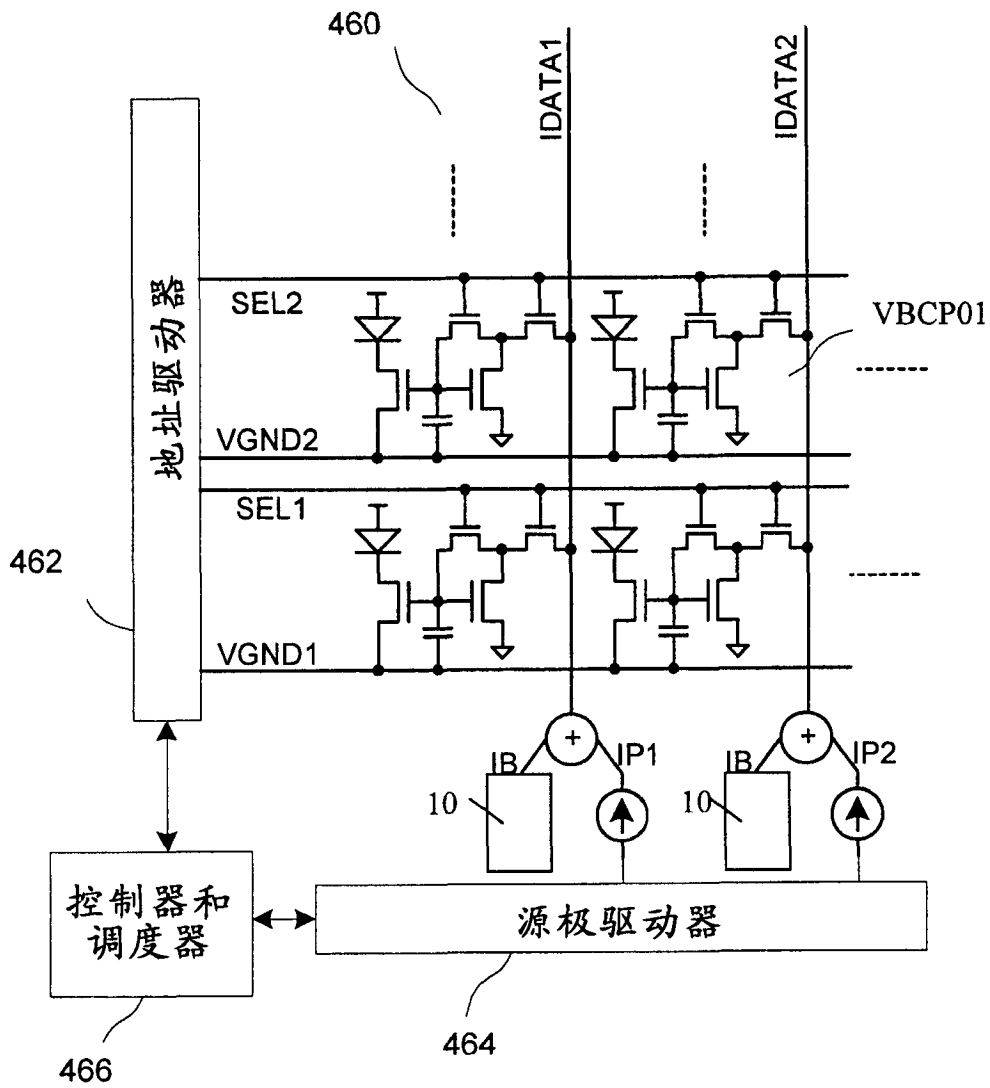 460
IDATA1
IDATA2
SEL2
VBCP01
地址驱动器
VGND2
SEL1
462
VGND1
+
+
IB
IP1
IB
IP2
10
10
控制器和
调度器
源极驱动器
464
466